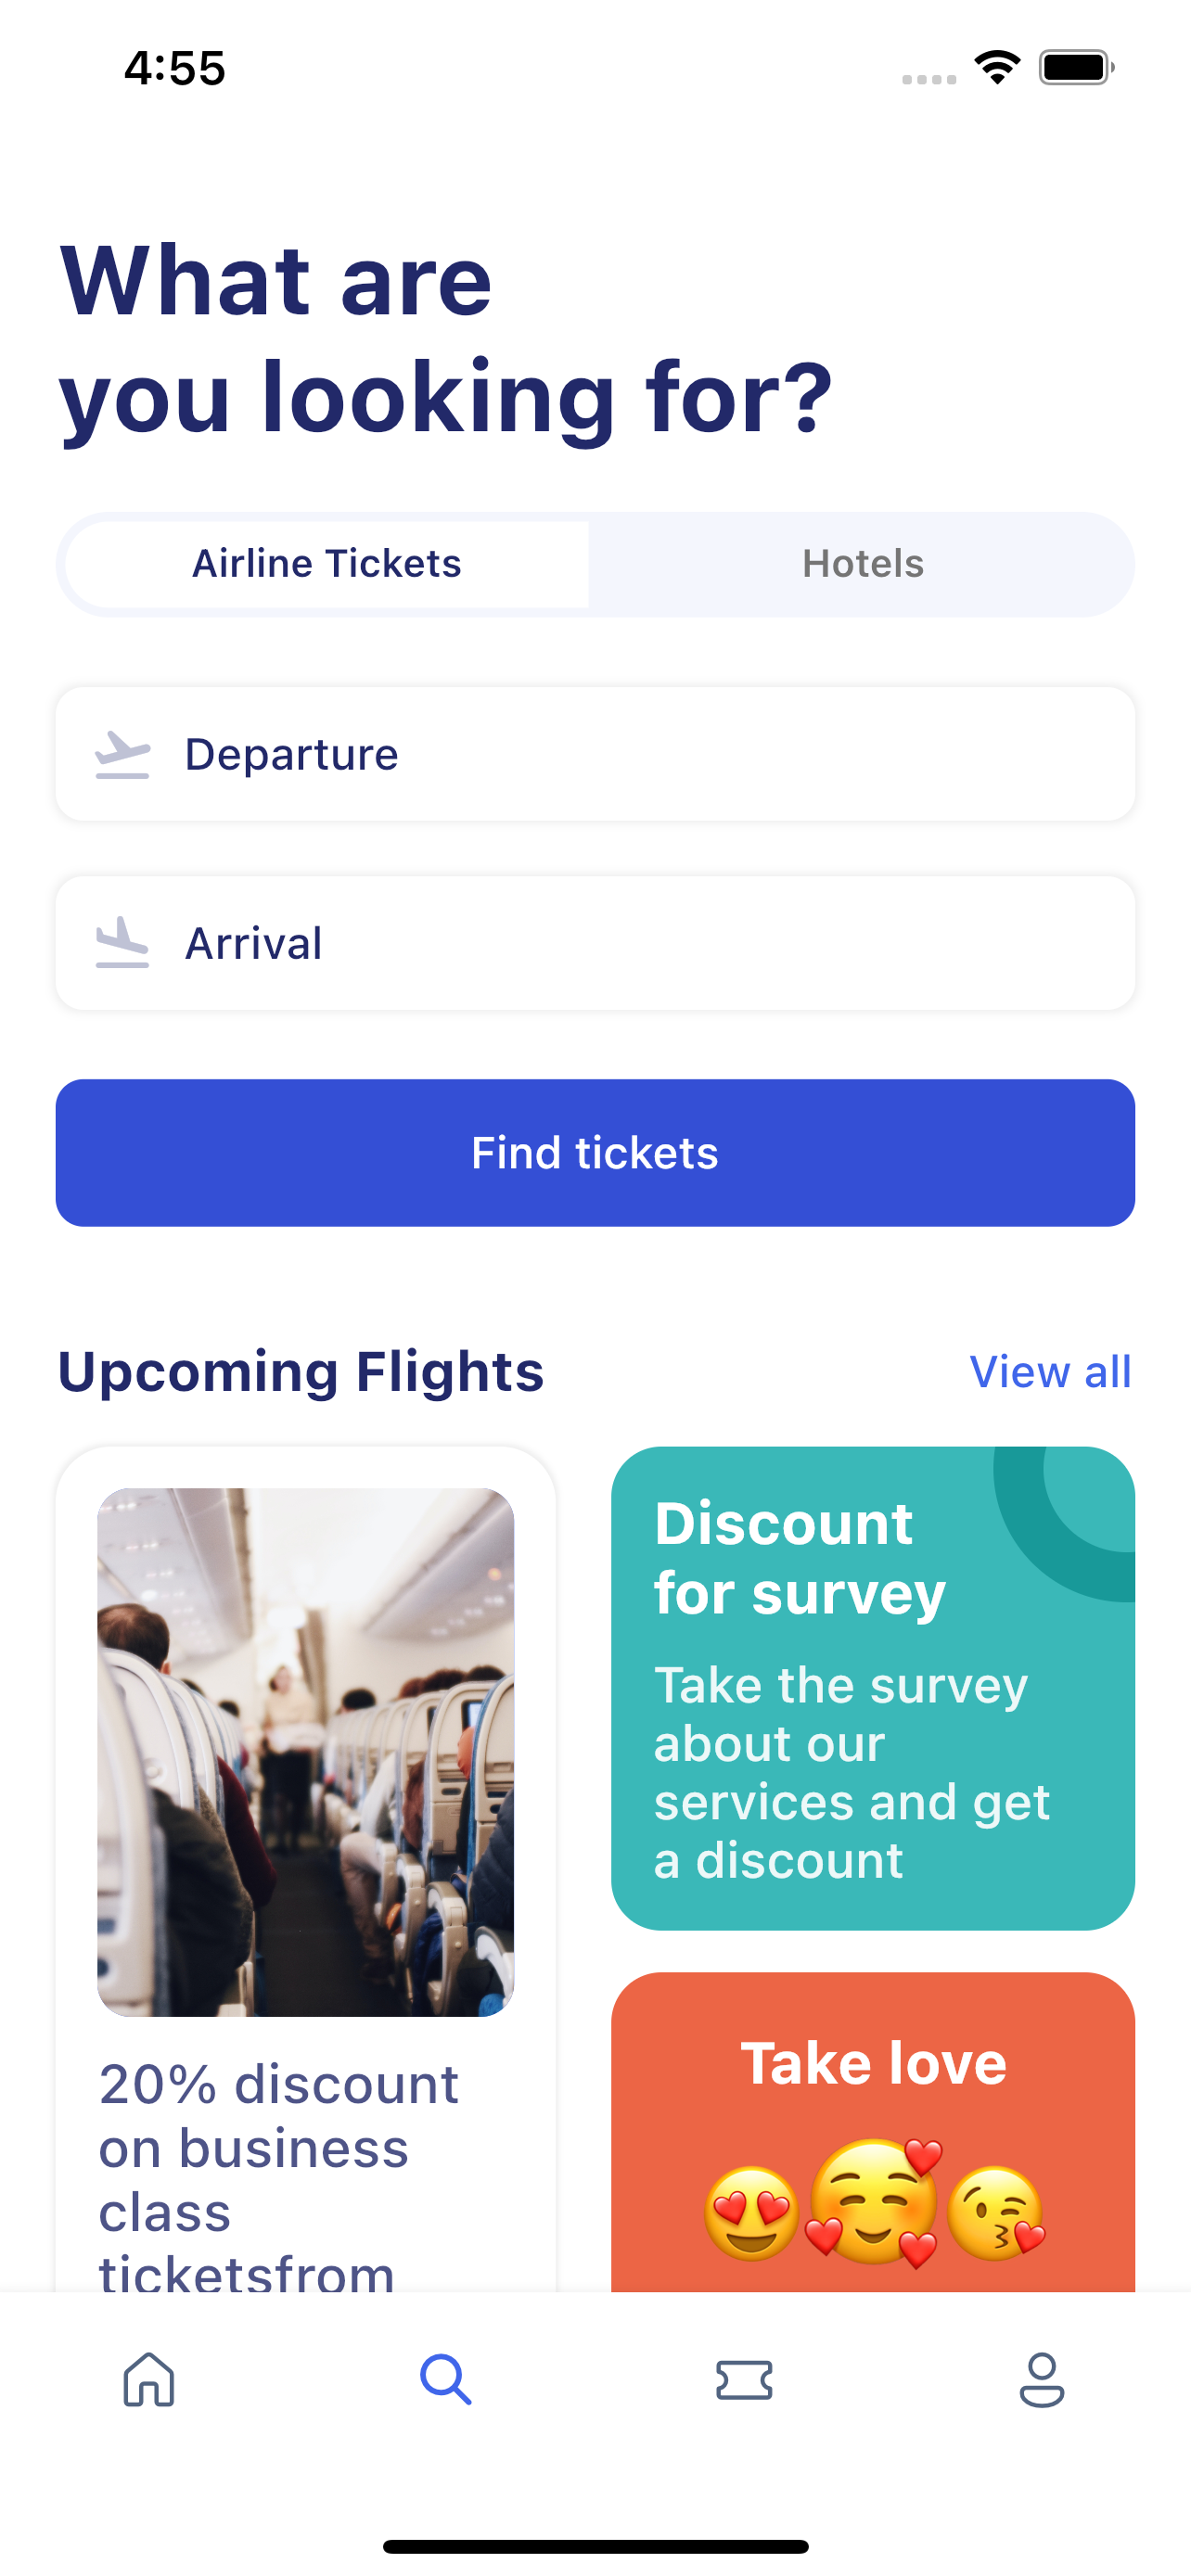 4:55
What are
you looking for?
Airline Tickets
Hotels
Departure
Arrival
Find tickets
Upcoming Flights
View all
20% discount
on business
class
ticketsfrom
Discount
for survey
Take the survey
about our
services and get
a discount
Take love